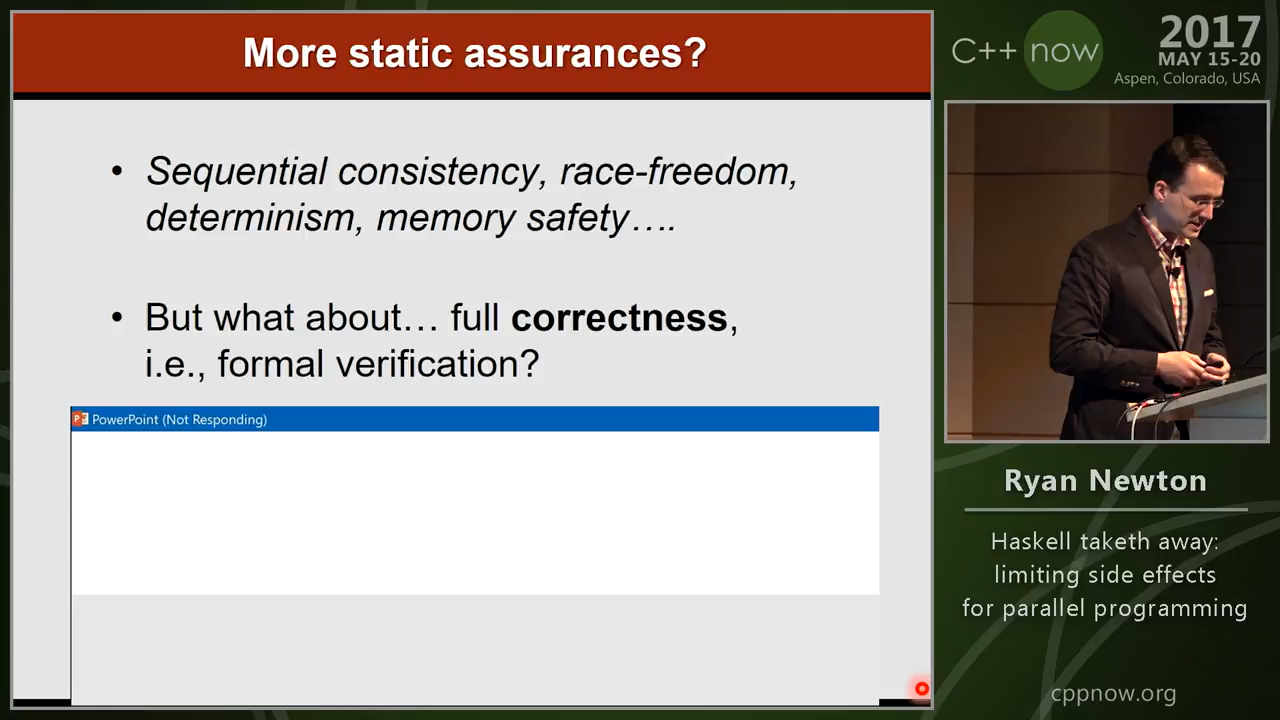 More static assurances?
• Sequential consistency, race-freedom,
determinism, memory safety….
• But what about… full correctness,
i.e., formal verification?
PowerPoint (Not Responding)
C++ now
2017
MAY 15-20
Aspen, Colorado, USA
Ryan Newton
Haskell taketh away:
limiting side effects
for parallel programming
cppnow.org